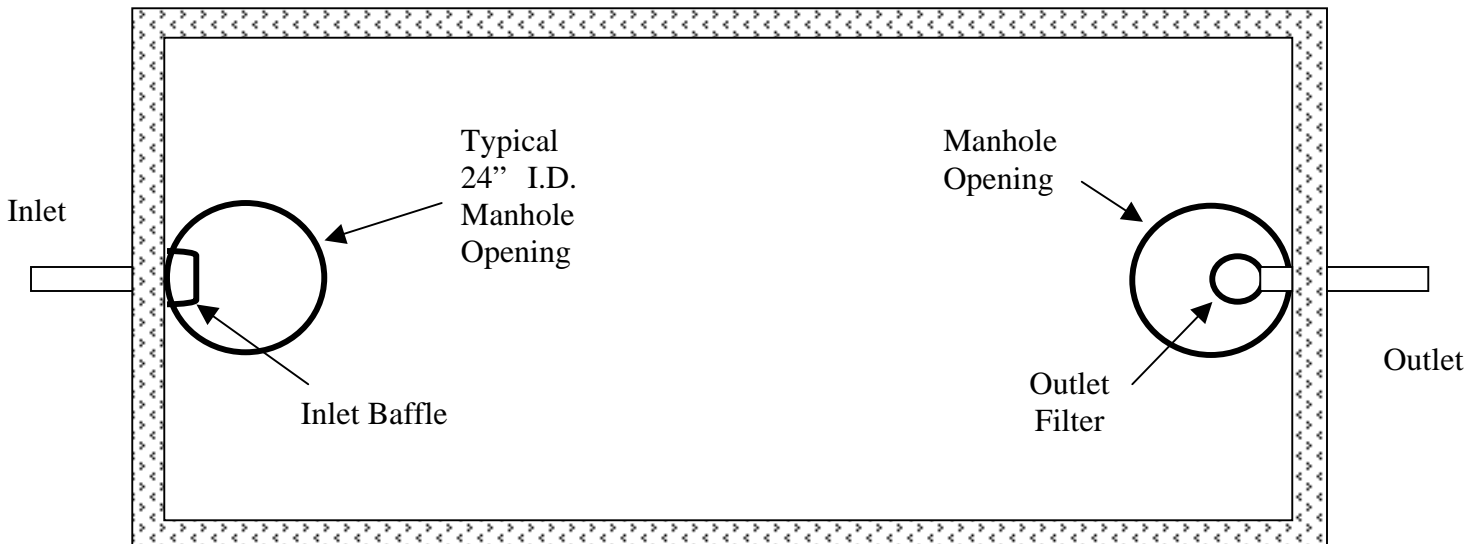 Inlet
Typical
24” I.D.
Manhole
Opening
Inlet Baffle
Manhole
Opening
Outlet
Filter
Outlet